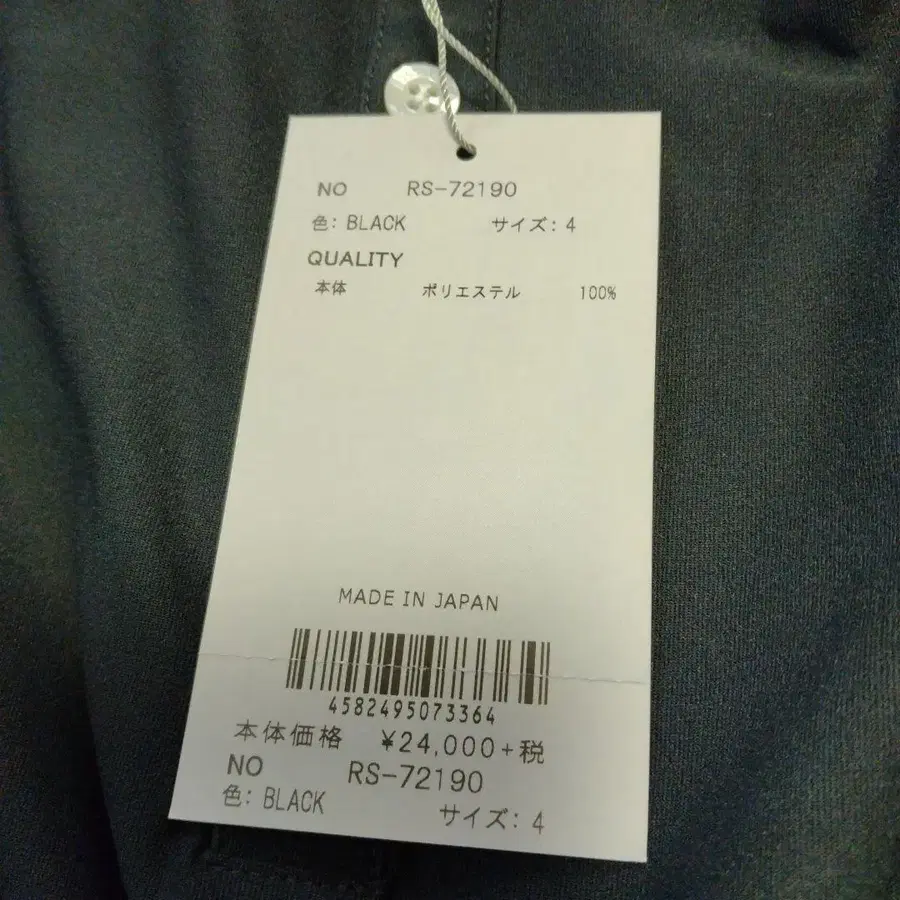 NO RS-72190
色: BLACK サイズ: 4
QUALITY
本体 ポリエステル 100%
MADE IN JAPAN
4582495073364
本体価格 ¥24,000+税
NO RS-72190
色: BLACK
サイズ: 4